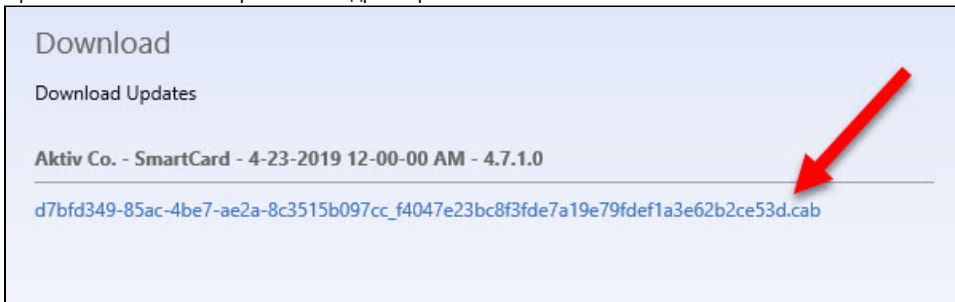 Download
Download Updates
Aktiv Co. - SmartCard - 4-23-2019 12-00-00 AM - 4.7.1.0
d7bfd349-85ac-4be7-ae2a-8c3515b097cc_f4047e23bc8f3fde7a19e79fdef1a3e62b2ce53d.cab